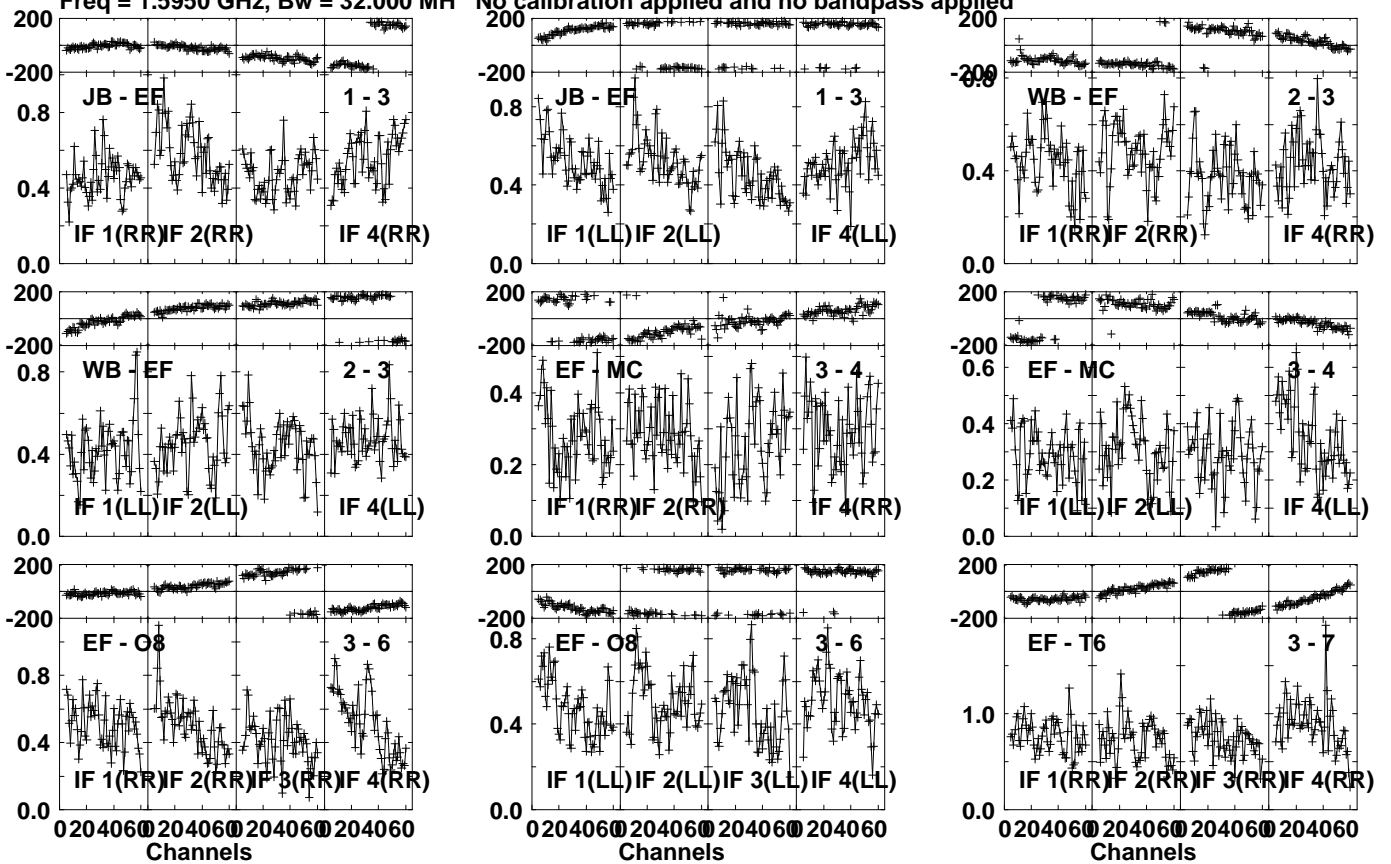 Freq = 1.5950 GHz, Bw = 32.000 MH No calibration applied and no bandpass applied
200 200 200
-200 -200 -200
JB - EF 1 - 3 JB - EF 1 - 3 WB - EF 2 - 3
0.8 0.8 0.8
0.4 0.4 0.4
IF 1(RR) IF 2(RR) IF 4(RR) IF 1(LL) IF 2(LL) IF 4(LL) IF 1(RR) IF 2(RR) IF 4(RR)
0.0 0.0 0.0
200 200 200
-200 -200 -200
WB - EF 2 - 3 EF - MC 3 - 4 EF - MC 3 - 4
0.8 0.4 0.6
0.4 0.2 0.4
0.2
IF 1(LL) IF 2(LL) IF 4(LL) IF 1(RR) IF 2(RR) IF 4(RR) IF 1(LL) IF 2(LL) IF 4(LL)
0.0 0.0 0.0
200 200 200
-200 -200 -200
EF - O8 3 - 6 EF - O8 3 - 6 EF - T6 3 - 7
0.8 0.8 1.0
0.4 0.4
IF 1(RR) IF 2(RR) IF 3(RR) IF 4(RR) IF 1(LL) IF 2(LL) IF 3(LL) IF 4(LL) IF 1(RR) IF 2(RR) IF 3(RR) IF 4(RR)
0.0 0.0 0.0
0 20 40 60 0 20 40 60 0 20 40 60 0 20 40 60 0 20 40 60 0 20 40 60 0 20 40 60 0 20 40 60 0 20 40 60 0 20 40 60 0 20 40 60 0 20 40 60
Channels Channels Channels